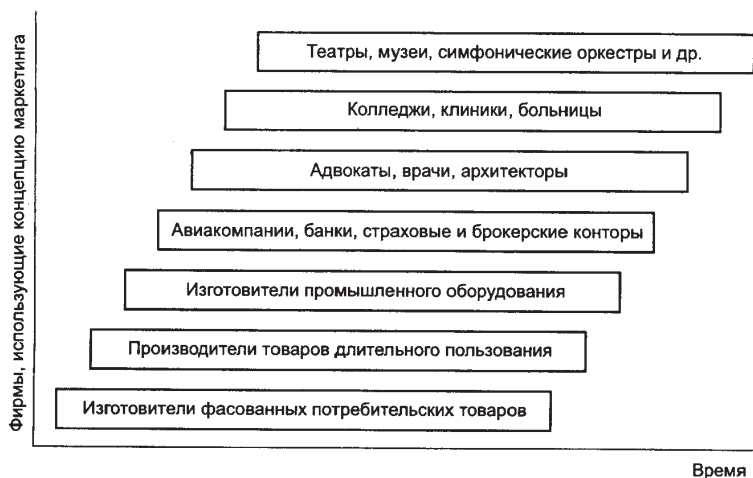 Фирмы, использующие концепцию маркетинга
Театры, музеи, симфонические оркестры и др.
Колледжи, клиники, больницы
Адвокаты, врачи, архитекторы
Авиакомпании, банки, страховые и брокерские конторы
Изготовители промышленного оборудования
Производители товаров длительного пользования
Изготовители фасованных потребительских товаров
Время